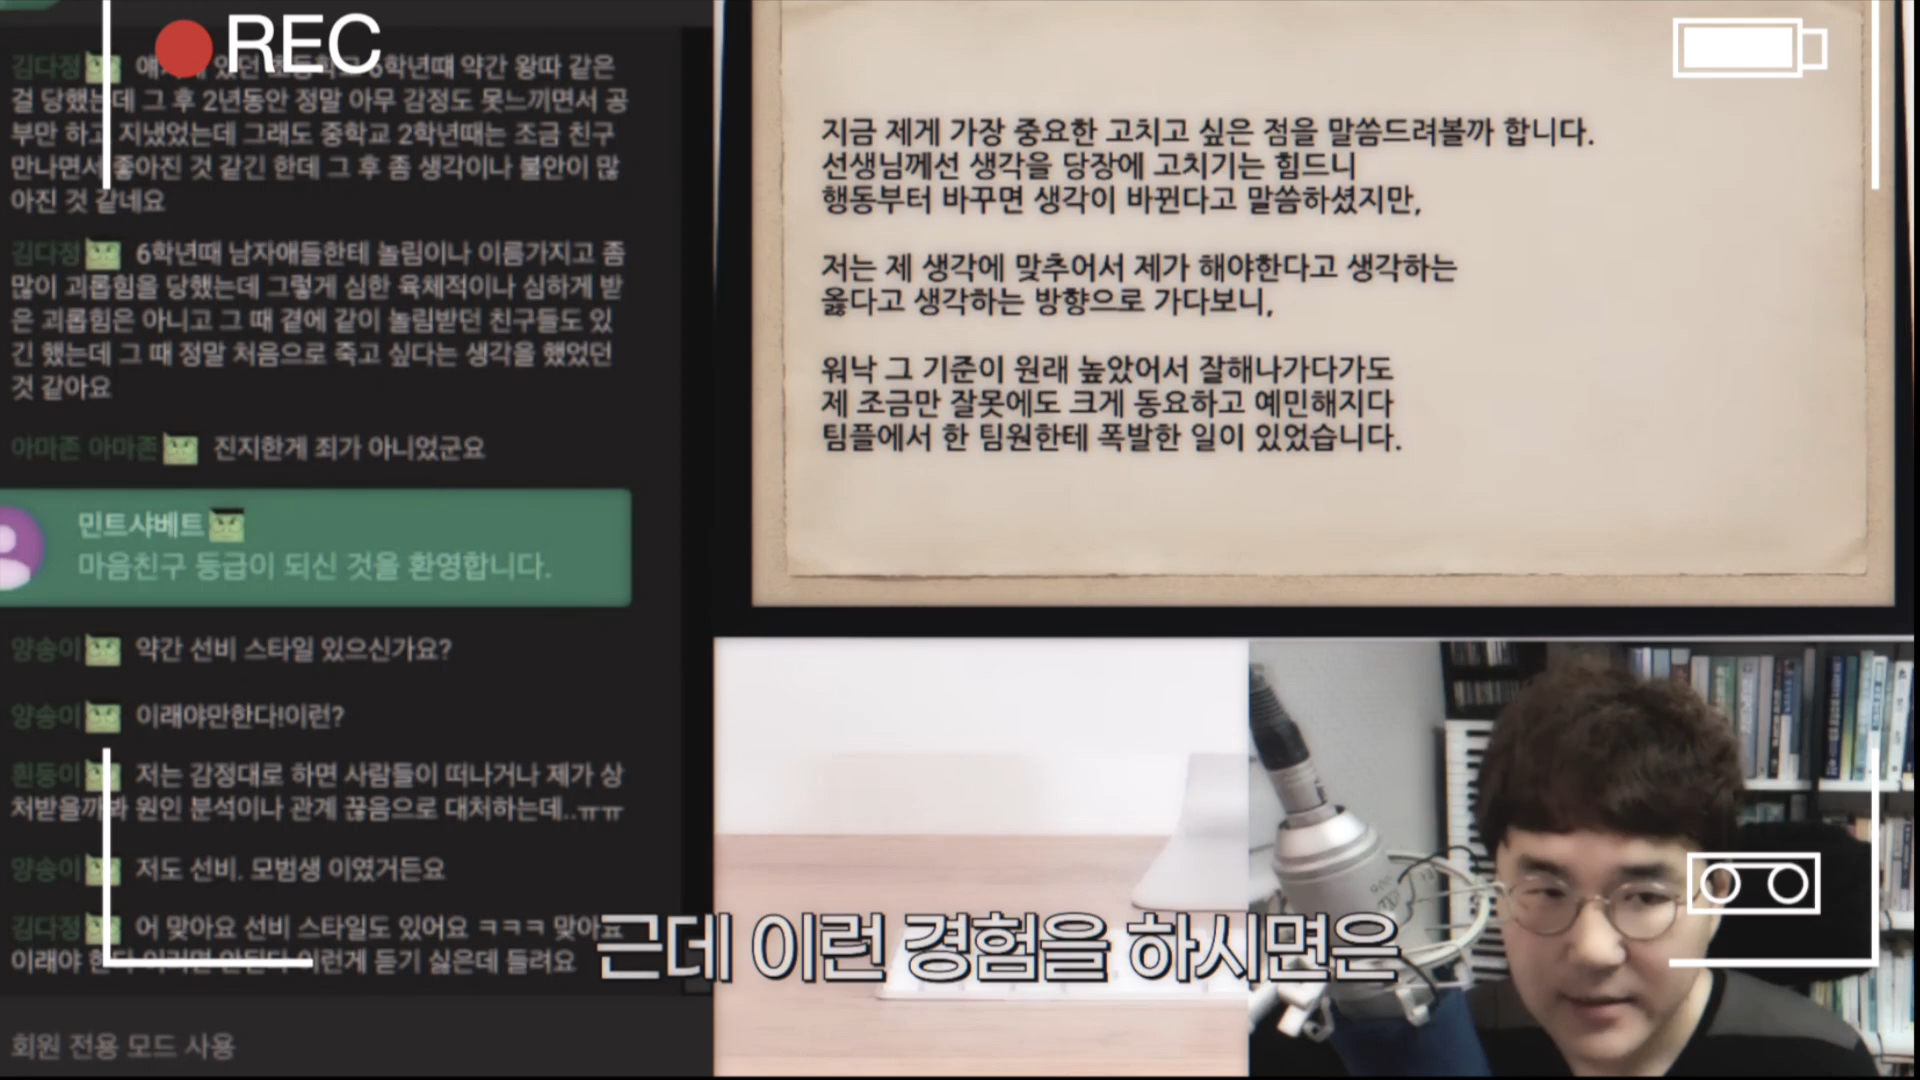 REC
김다정 있던 6학년때 약간 왕따 같은
걸 당했는데 그 후 2년동안 정말 아무 감정도 못느끼면서 공
부만 하고 지냈었는데 그래도 중학교 2학년때는 조금 친구
만나면서 좋아진 것 같긴 한데 그 후 좀 생각이나 불안이 많
아진 것 같네요
김다정 6학년때 남자애들한테 놀림이나 이름가지고 좀
많이 괴롭힘을 당했는데 그렇게 심한 육체적이나 심하게 받
은 괴롭힘은 아니고 그 때 곁에 같이 놀림받던 친구들도 있
긴 했는데 그 때 정말 처음으로 죽고 싶다는 생각을 했었던
것 같아요
아마존 아마존 진지한게 죄가 아니었군요
민트샤베트
마음친구 등급이 되신 것을 환영합니다.
양송이 약간 선비 스타일 있으신가요?
양송이 이래야만한다!이런?
흰둥이 저는 감정대로 하면 사람들이 떠나거나 제가 상
처받을까봐 원인 분석이나 관계 끊음으로 대처하는데..ㅠㅠ
양송이 저도 선비. 모범생 이였거든요
김다정 어 맞아요 선비 스타일도 있어요 ㅋㅋㅋ 맞아요
이래야 한다 이러면 안된다 이런게 듣기 싫은데 들려요
회원 전용 모드 사용
지금 제게 가장 중요한 고치고 싶은 점을 말씀드려볼까 합니다.
선생님께선 생각을 당장에 고치기는 힘드니
행동부터 바꾸면 생각이 바뀐다고 말씀하셨지만,
저는 제 생각에 맞추어서 제가 해야한다고 생각하는
옳다고 생각하는 방향으로 가다보니,
워낙 그 기준이 원래 높았어서 잘해나가다가도
제 조금만 잘못에도 크게 동요하고 예민해지다
팀플에서 한 팀원한테 폭발한 일이 있었습니다.
근데 이런 경험을 하시면은